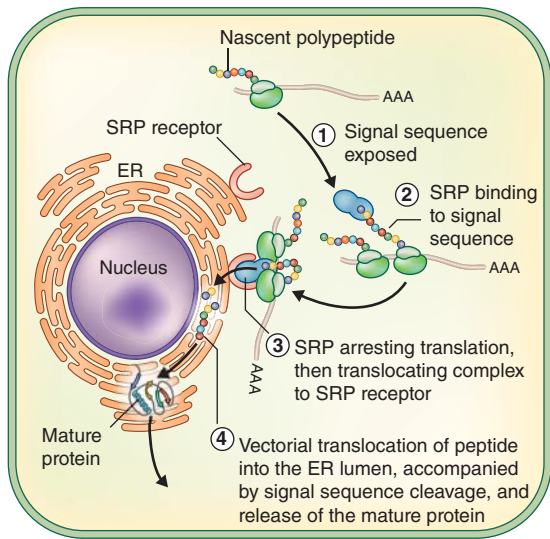 Nascent polypeptide
AAA
SRP receptor
1 Signal sequence
exposed
ER
2 SRP binding
to signal
sequence
Nucleus
AAA
3 SRP arresting translation,
then translocating complex
to SRP receptor
AAA
Mature
protein
4 Vectorial translocation of peptide
into the ER lumen, accompanied
by signal sequence cleavage, and
release of the mature protein